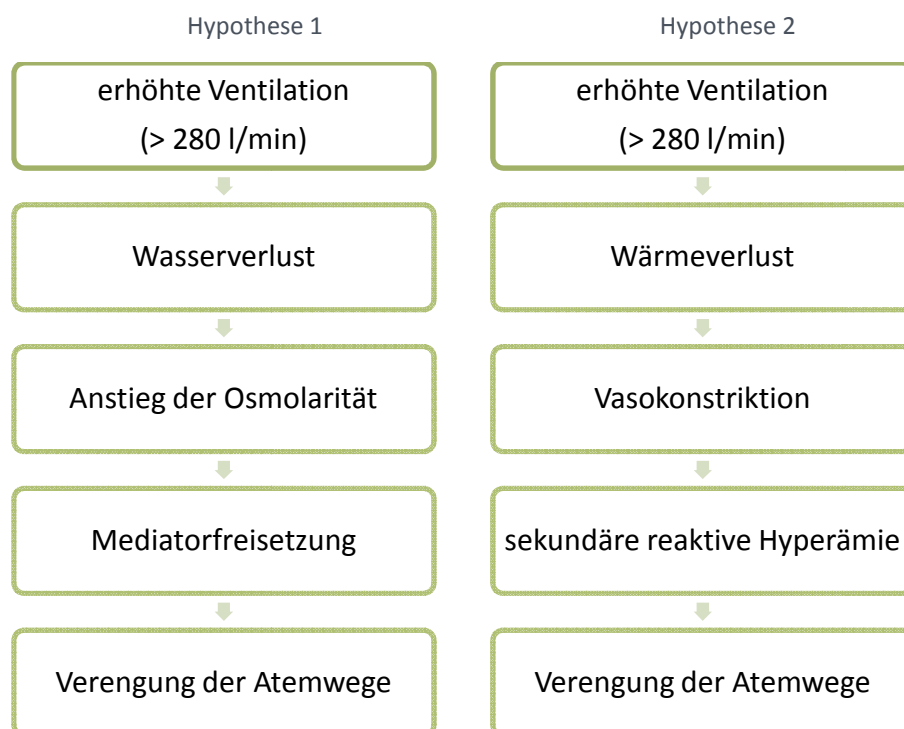 Hypothese 1
erhöhte Ventilation
(> 280 l/min)
Wasserverlust
Anstieg der Osmolarität
Mediatorfreisetzung
Verengung der Atemwege
Hypothese 2
erhöhte Ventilation
(> 280 l/min)
Wärmeverlust
Vasokonstriktion
sekundäre reaktive Hyperämie
Verengung der Atemwege